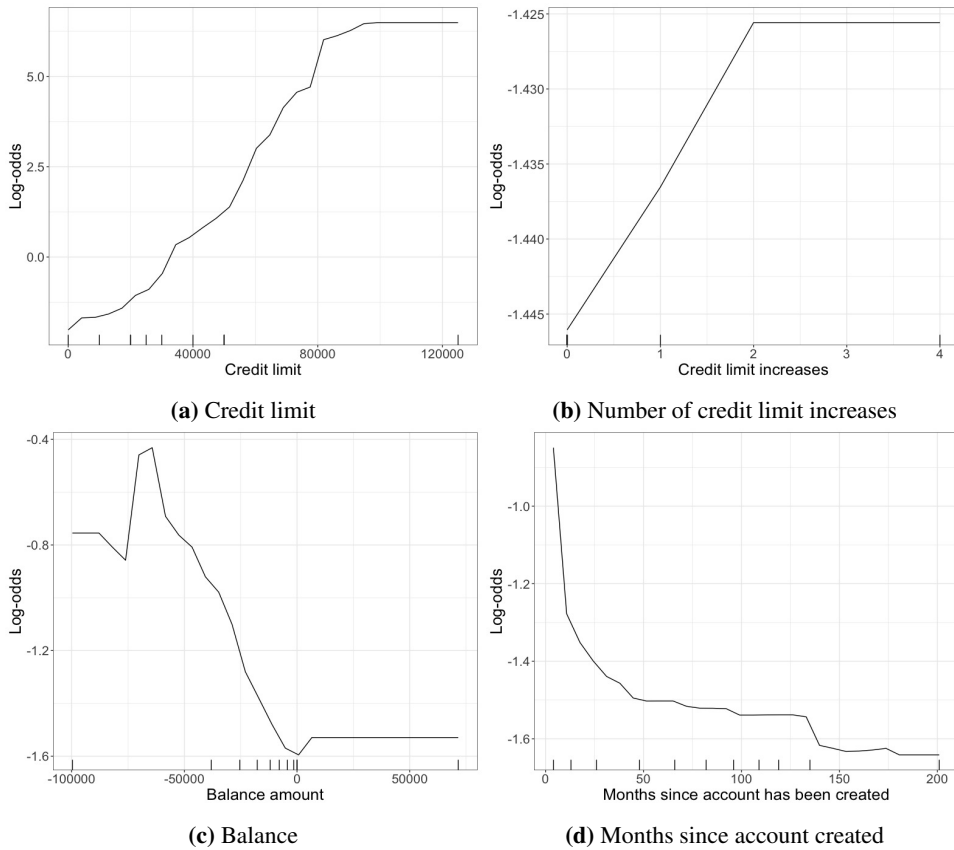 5.0
2.5
0.0
Log-odds
0 40000 80000 120000
Credit limit
(a) Credit limit
-1.425
-1.430
-1.435
-1.440
-1.445
Log-odds
0 1 2 3 4
Credit limit increases
(b) Number of credit limit increases
-0.4
-0.8
-1.2
-1.6
Log-odds
-100000 -50000 0 50000
Balance amount
(c) Balance
-1.0
-1.2
-1.4
-1.6
Log-odds
0 50 100 150 200
Months since account has been created
(d) Months since account created